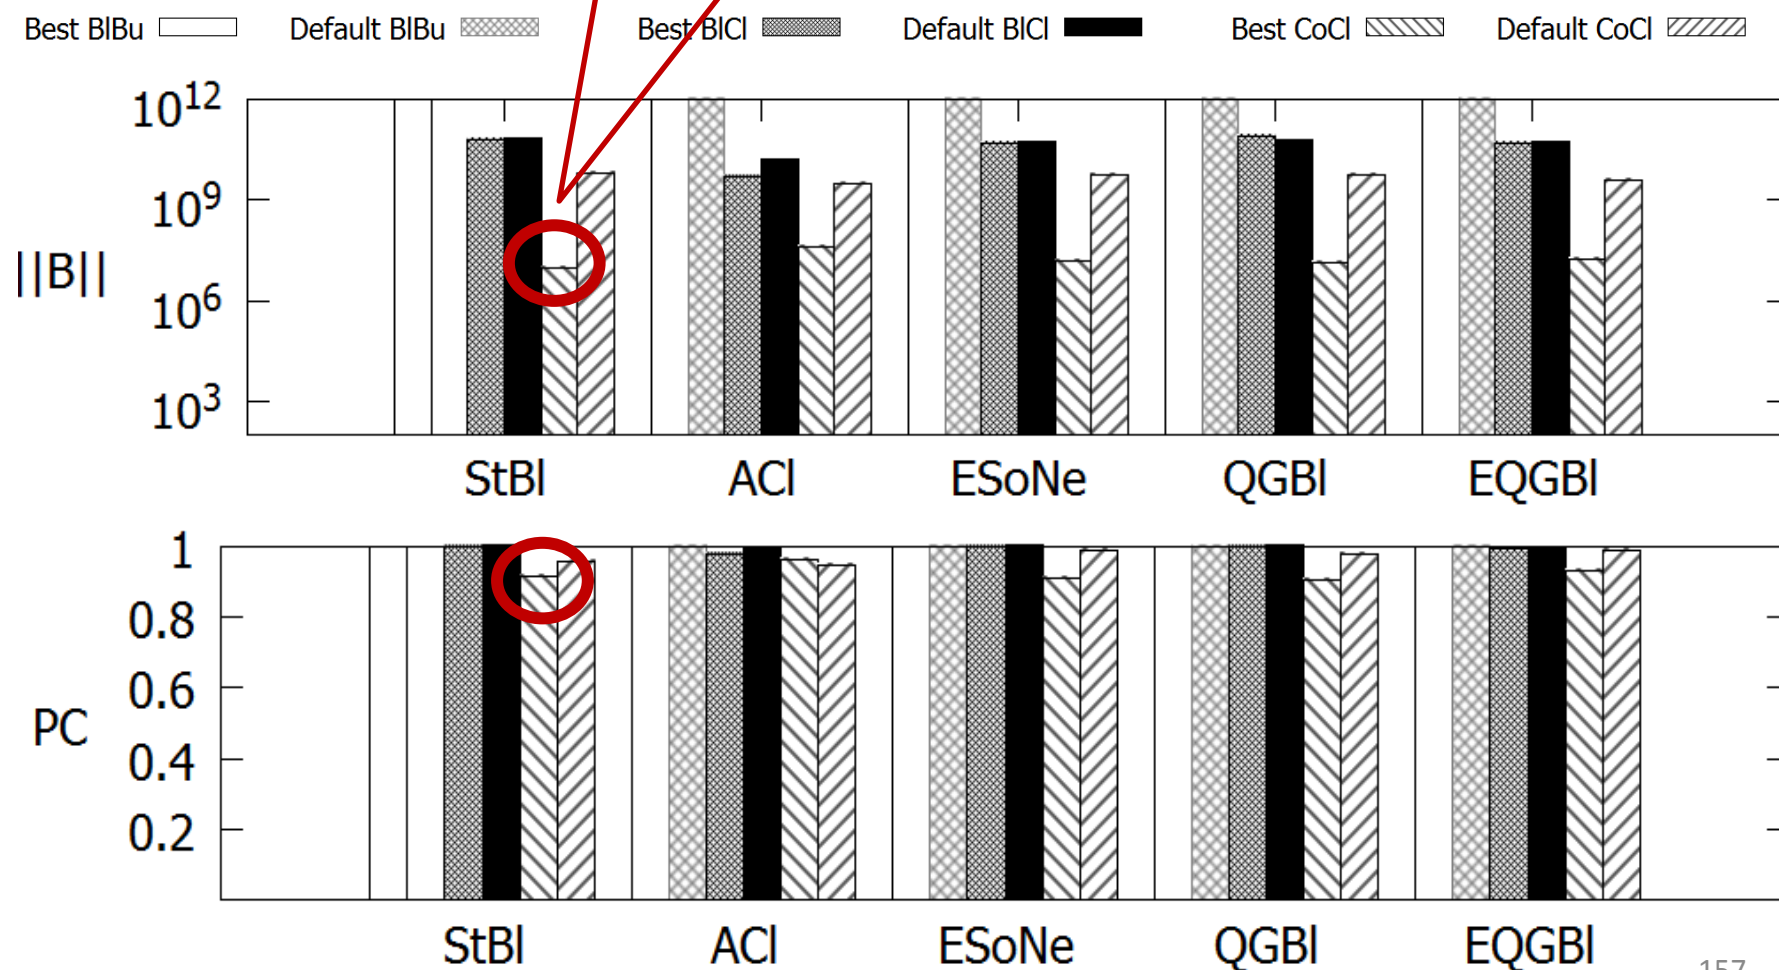 Best BlBu Default BlBu Best BlCl Default BlCl Best CoCl Default CoCl
10^12
10^9
||B||
10^6
10^3
StBl ACl ESoNe QGBl EQGBl
1
0.8
0.6
PC
0.4
0.2
StBl ACl ESoNe QGBl EQGBl
157